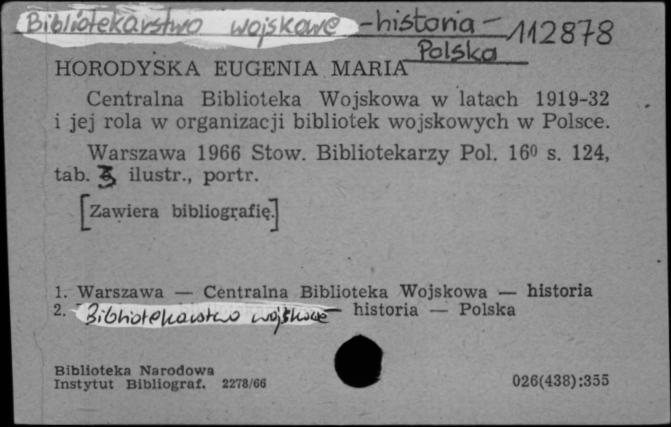 Bibliotekarstwo wojskowe - historia - 112878
Polska
HORODYSKA EUGENIA MARIA
Centralna Biblioteka Wojskowa w latach 1919-32
i jej rola w organizacji bibliotek wojskowych w Polsce.
Warszawa 1966 Stow. Bibliotekarzy Pol. 16⁰ s. 124,
tab. 3 ilustr., portr.
[Zawiera bibliografię.]
1. Warszawa — Centralna Biblioteka Wojskowa — historia
2. Bibliotekarstwo wojskowe — historia — Polska
Biblioteka Narodowa
Instytut Bibliograf. 2278/66
026(438):355